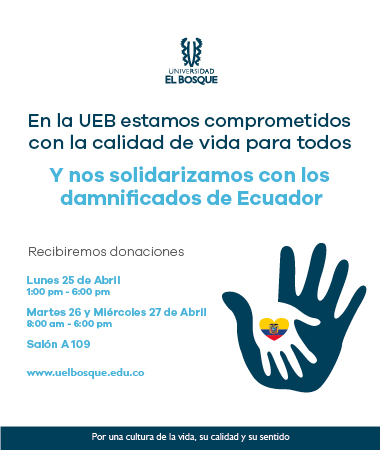 UNIVERSIDAD
EL BOSQUE
En la UEB estamos comprometidos
con la calidad de vida para todos
Y nos solidarizamos con los
damnificados de Ecuador
Recibiremos donaciones
Lunes 25 de Abril
1:00 pm - 6:00 pm
Martes 26 y Miércoles 27 de Abril
8:00 am - 6:00 pm
Salón A 109
www.uelbosque.edu.co
Por una cultura de la vida, su calidad y su sentido